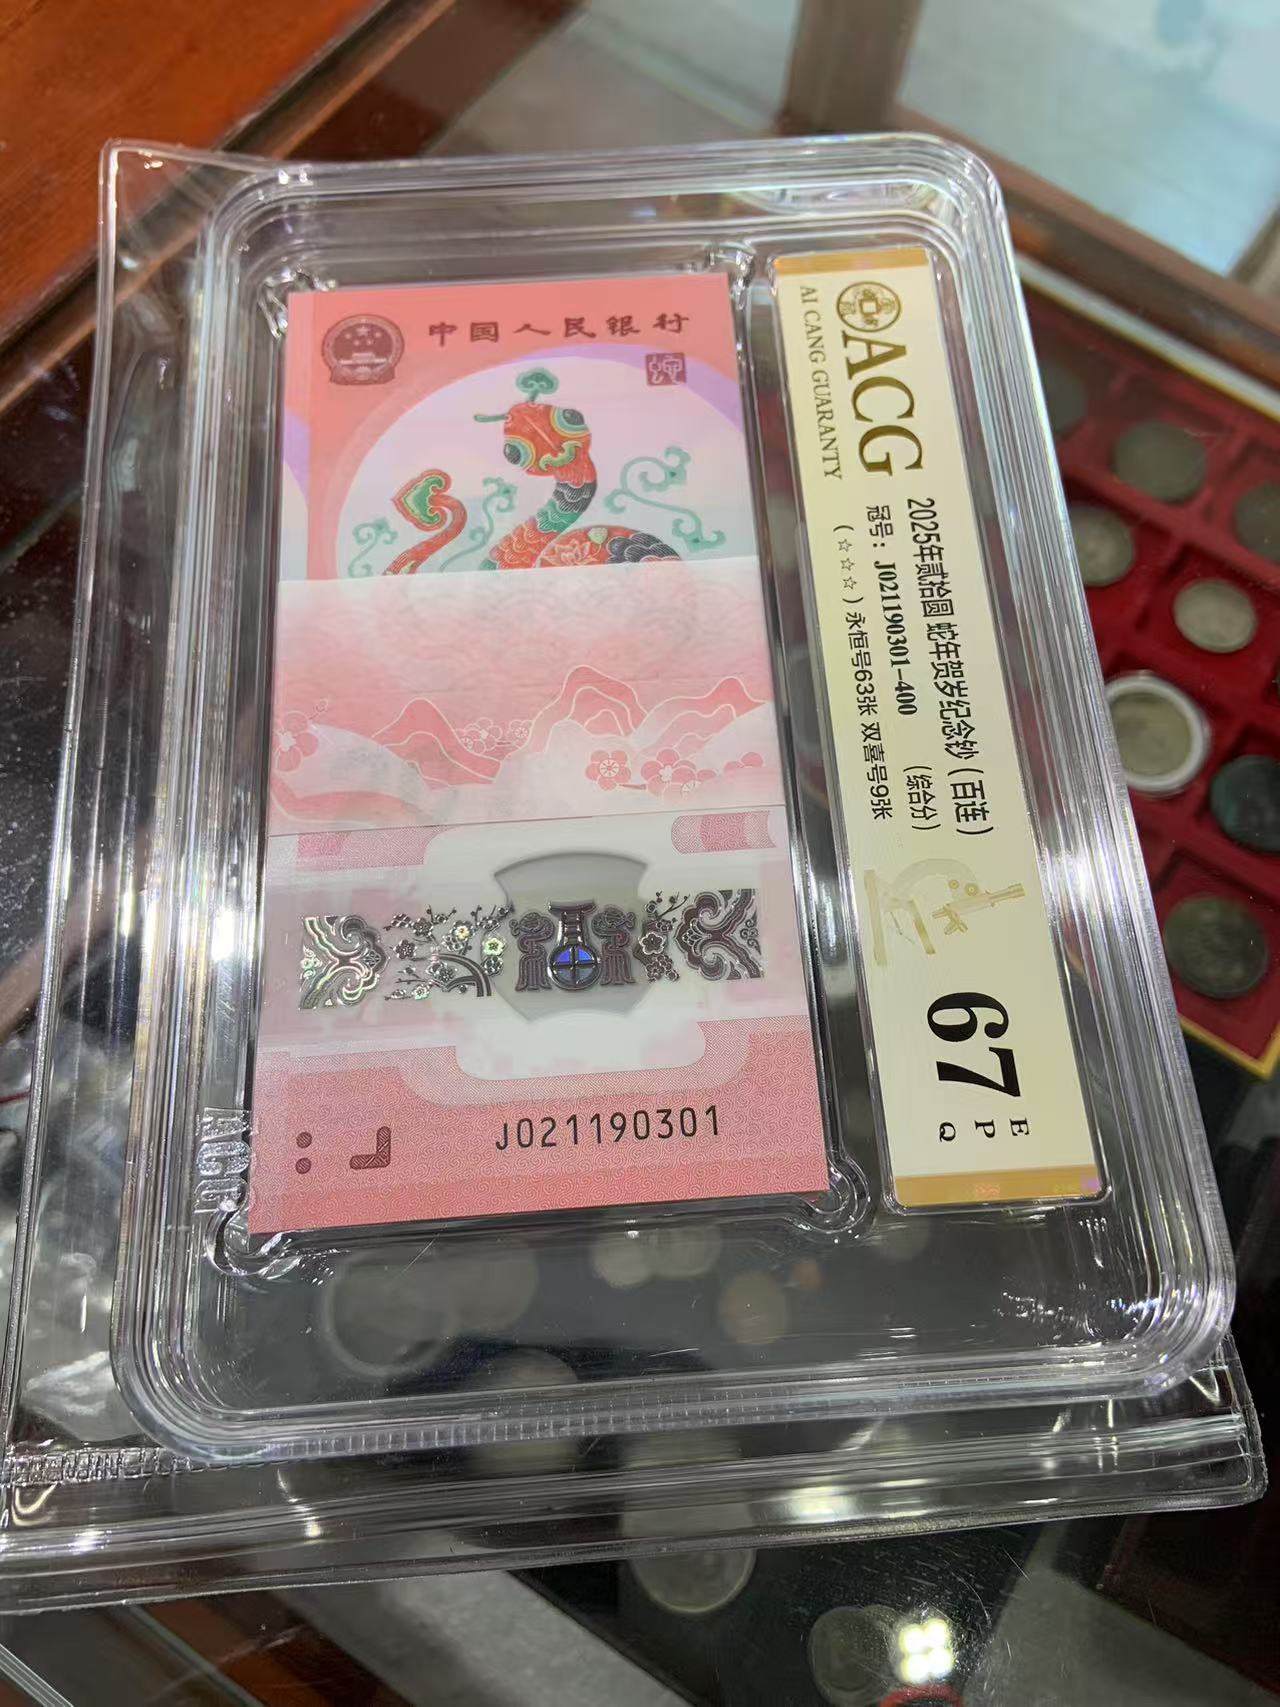 中国人民银行
J021190301
ACG
AI CANG GUARANTY
2025年贰拾圆 蛇年贺岁纪念钞(百连)
冠号:J021190301-400 (综合分)
(☆☆☆)永恒号63张 双喜号9张
67
E
P
Q
ACG